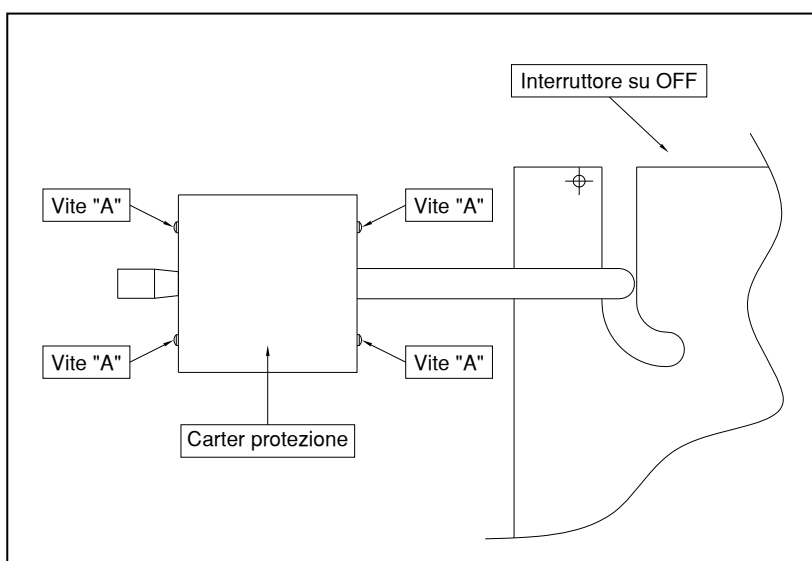 Interruttore su OFF
Vite "A"
Vite "A"
Vite "A"
Vite "A"
Carter protezione